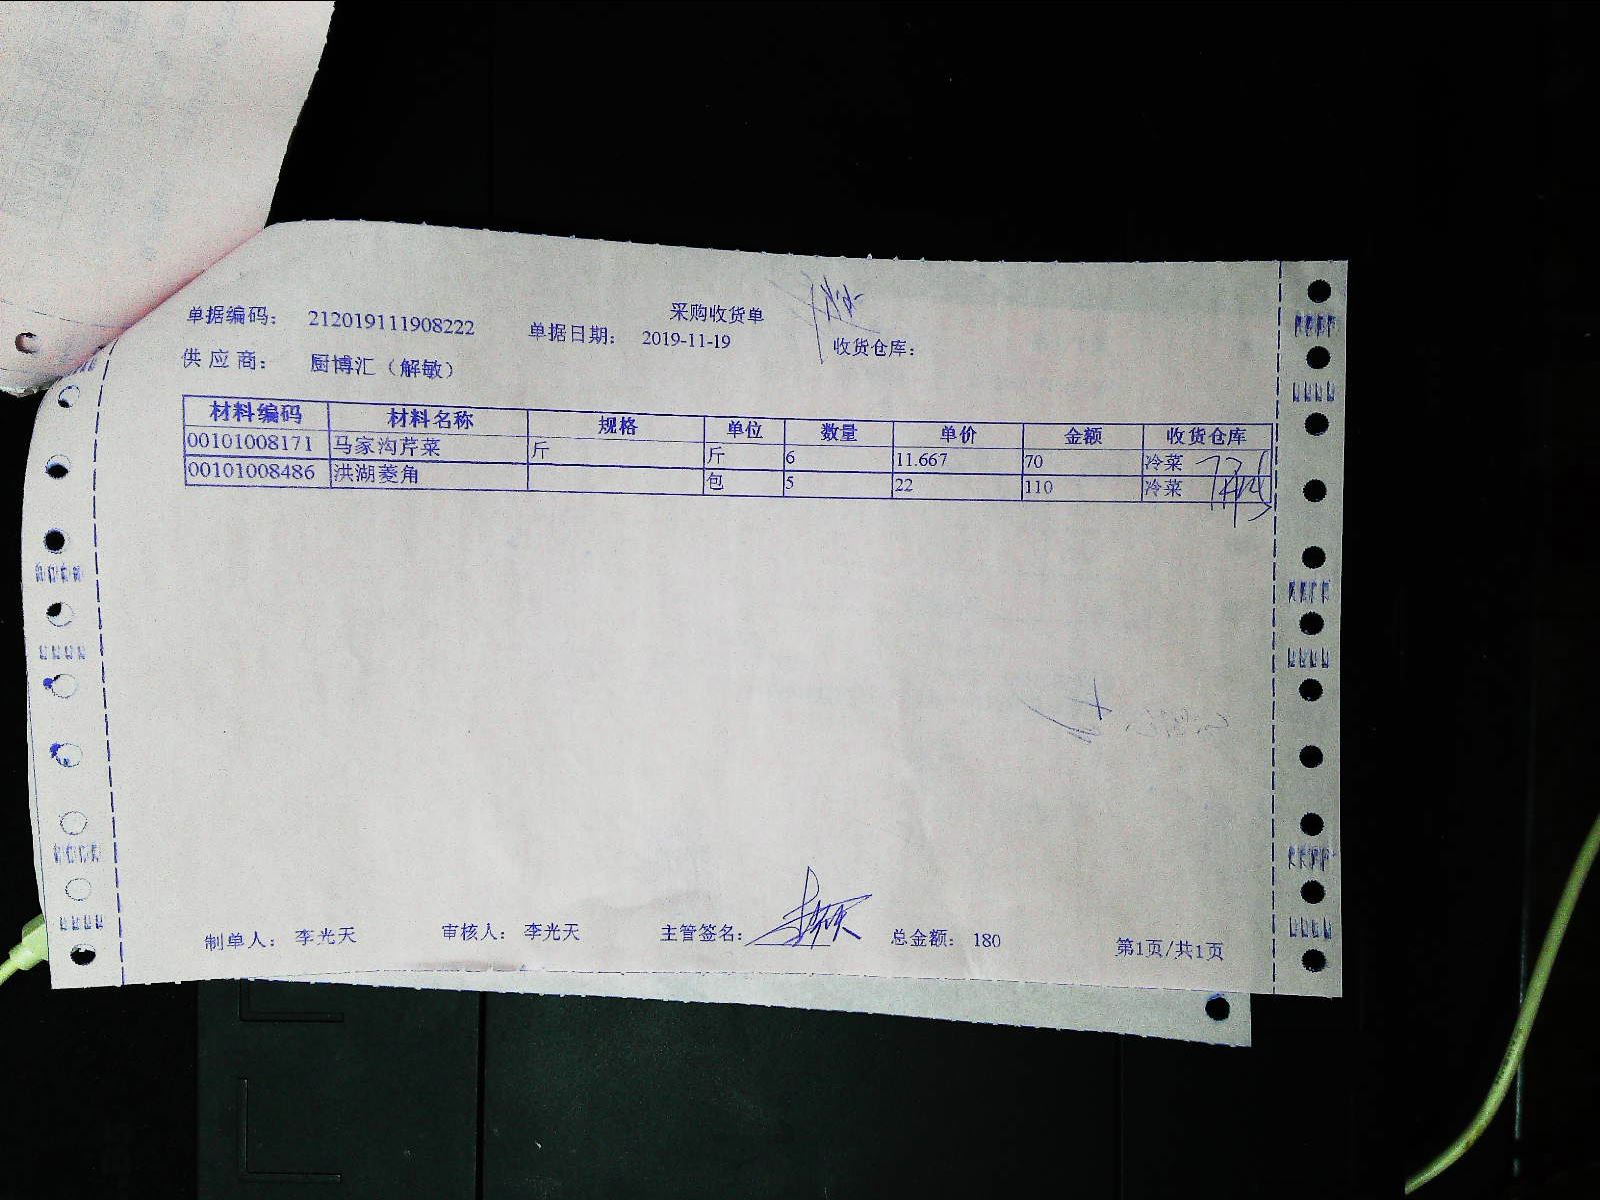 采购收货单
单据编码： 212019111908222 单据日期： 2019-11-19 收货仓库：
供 应 商： 厨博汇（解敏）
材料编码 材料名称 规格 单位 数量 单价 金额 收货仓库
00101008171 马家沟芹菜 斤 斤 6 11.667 70 冷菜
00101008486 洪湖菱角 包 5 22 110 冷菜
制单人： 李光天 审核人： 李光天 主管签名： 总金额： 180 第1页/共1页